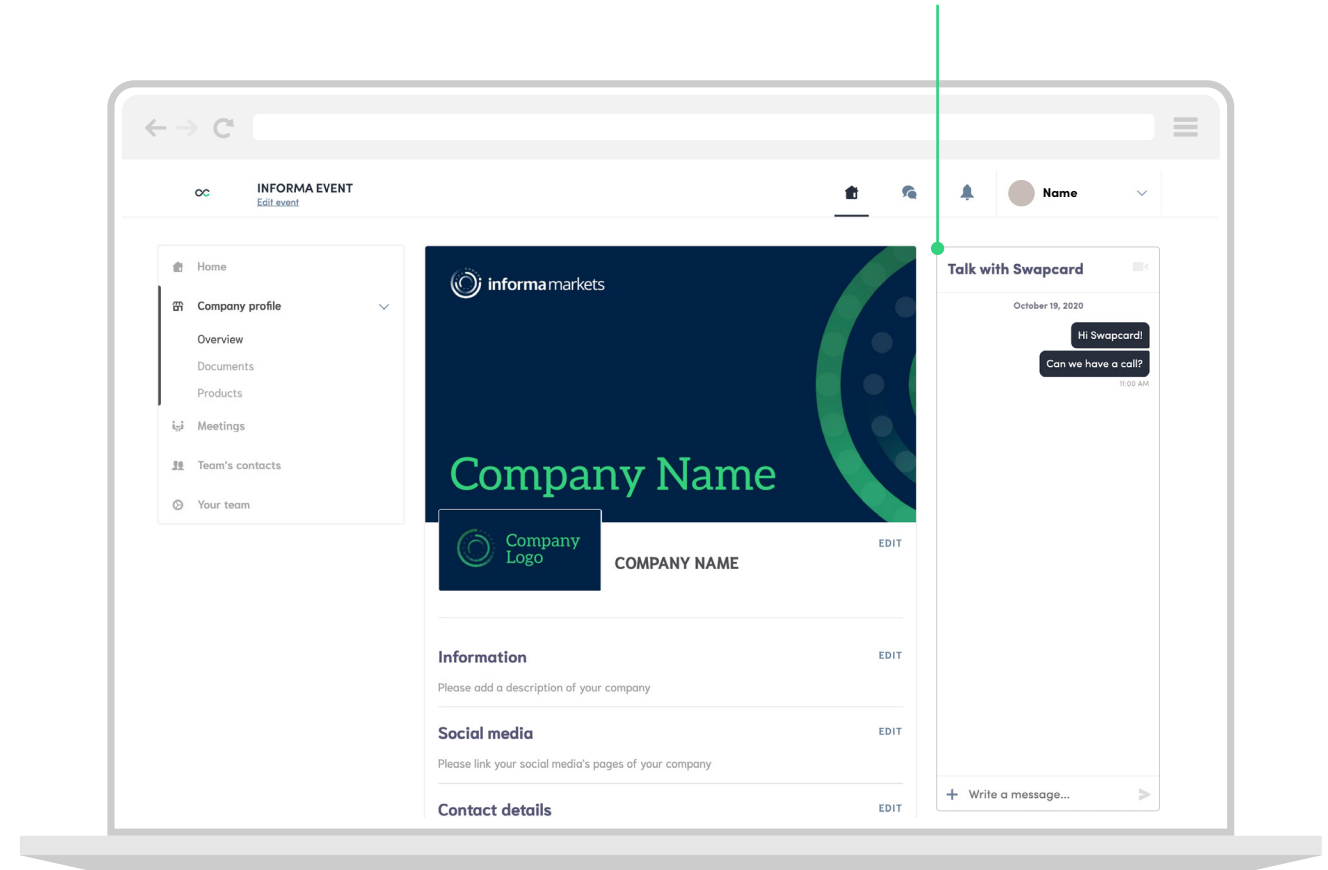 INFORMA EVENT
Edit event
Name
Home
Company profile
Overview
Documents
Products
Meetings
Team's contacts
Your team
informa markets
Company Name
Company
Logo
COMPANY NAME
EDIT
Information
EDIT
Please add a description of your company
Social media
EDIT
Please link your social media's pages of your company
Contact details
EDIT
Talk with Swapcard
October 19, 2020
Hi Swapcard!
Can we have a call?
11:00 AM
Write a message...